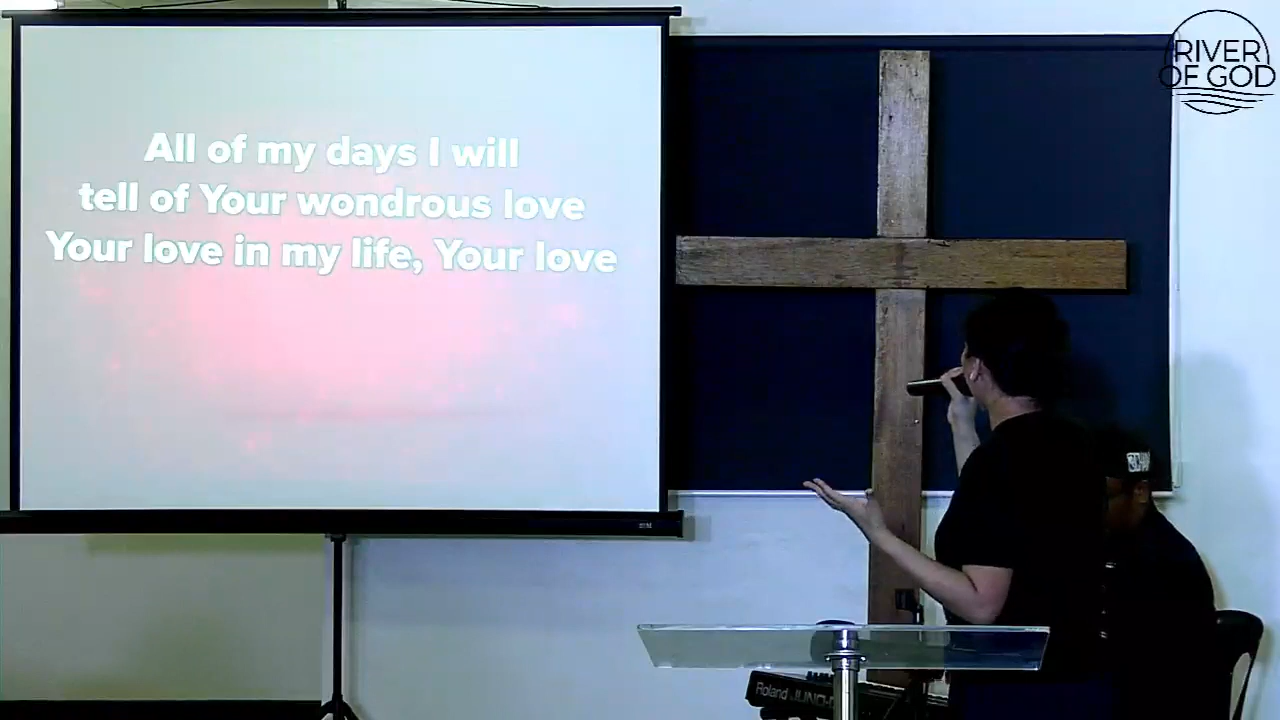 All of my days I will
tell of Your wondrous love
Your love in my life, Your love
RIVER
OF GOD
Roland JUNO-